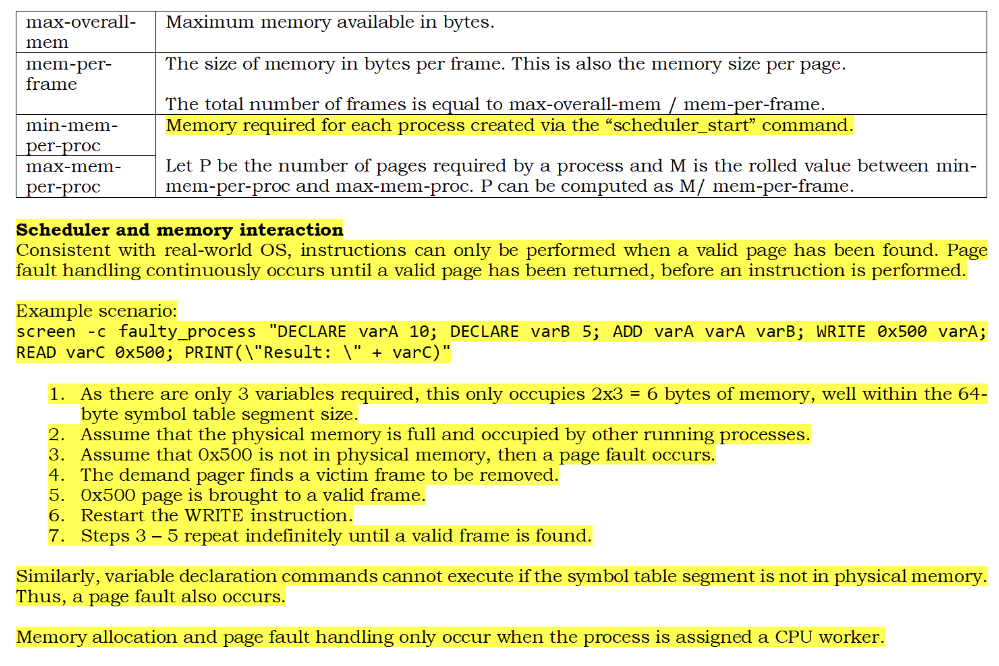 max-overall-
mem
Maximum memory available in bytes.
mem-per-
frame
The size of memory in bytes per frame. This is also the memory size per page.
The total number of frames is equal to max-overall-mem / mem-per-frame.
min-mem-
per-proc
Memory required for each process created via the “scheduler_start” command.
max-mem-
per-proc
Let P be the number of pages required by a process and M is the rolled value between min-
mem-per-proc and max-mem-proc. P can be computed as M/ mem-per-frame.
Scheduler and memory interaction
Consistent with real-world OS, instructions can only be performed when a valid page has been found. Page
fault handling continuously occurs until a valid page has been returned, before an instruction is performed.
Example scenario:
screen -c faulty_process "DECLARE varA 10; DECLARE varB 5; ADD varA varA varB; WRITE 0x500 varA;
READ varC 0x500; PRINT(\"Result: \" + varC)"
1. As there are only 3 variables required, this only occupies 2x3 = 6 bytes of memory, well within the 64-
byte symbol table segment size.
2. Assume that the physical memory is full and occupied by other running processes.
3. Assume that 0x500 is not in physical memory, then a page fault occurs.
4. The demand pager finds a victim frame to be removed.
5. 0x500 page is brought to a valid frame.
6. Restart the WRITE instruction.
7. Steps 3 – 5 repeat indefinitely until a valid frame is found.
Similarly, variable declaration commands cannot execute if the symbol table segment is not in physical memory.
Thus, a page fault also occurs.
Memory allocation and page fault handling only occur when the process is assigned a CPU worker.